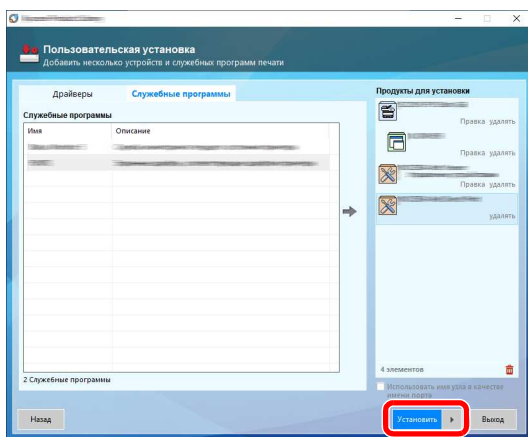 Пользовательская установка
Добавить несколько устройств и служебных программ печати
Драйверы
Служебные программы
Служебные программы
Имя
Описание
2 Служебные программы
Продукты для установки
Правка удалять
Правка удалять
Правка удалять
удалять
4 элементов
Использовать имя узла в качестве
имени порта
Назад
Установить
Выход